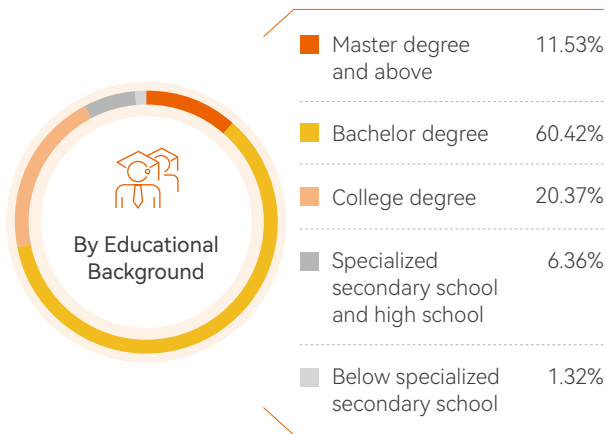 By Educational
Background
Master degree
and above
11.53%
Bachelor degree
60.42%
College degree
20.37%
Specialized
secondary school
and high school
6.36%
Below specialized
secondary school
1.32%